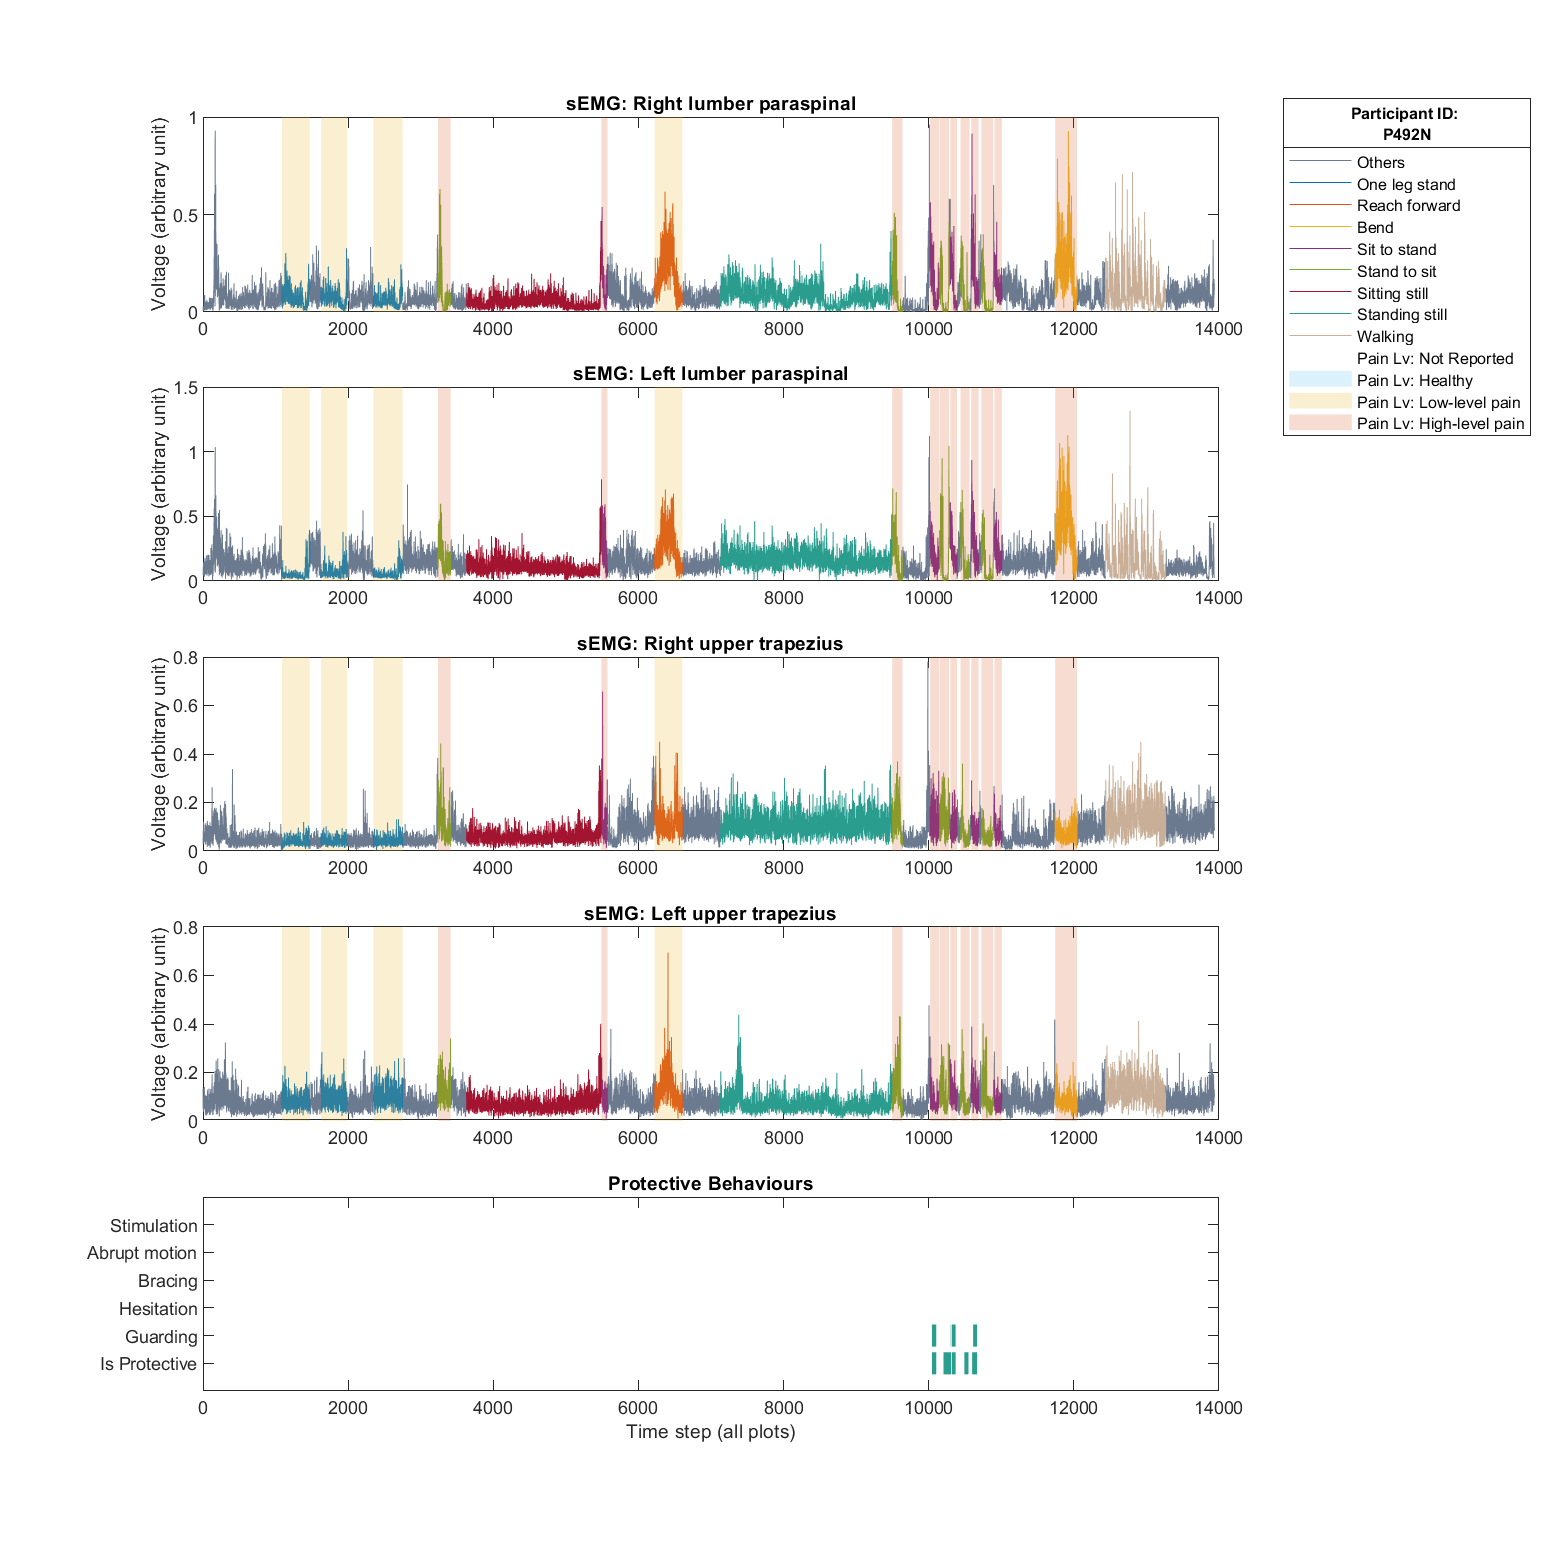 sEMG: Right lumber paraspinal
Voltage (arbitrary unit)
1
0.5
0
0 2000 4000 6000 8000 10000 12000 14000
Participant ID:
P492N
Others
One leg stand
Reach forward
Bend
Sit to stand
Stand to sit
Sitting still
Standing still
Walking
Pain Lv: Not Reported
Pain Lv: Healthy
Pain Lv: Low-level pain
Pain Lv: High-level pain
sEMG: Left lumber paraspinal
Voltage (arbitrary unit)
1.5
1
0.5
0
0 2000 4000 6000 8000 10000 12000 14000
sEMG: Right upper trapezius
Voltage (arbitrary unit)
0.8
0.6
0.4
0.2
0
0 2000 4000 6000 8000 10000 12000 14000
sEMG: Left upper trapezius
Voltage (arbitrary unit)
0.8
0.6
0.4
0.2
0
0 2000 4000 6000 8000 10000 12000 14000
Protective Behaviours
Stimulation
Abrupt motion
Bracing
Hesitation
Guarding
Is Protective
0 2000 4000 6000 8000 10000 12000 14000
Time step (all plots)